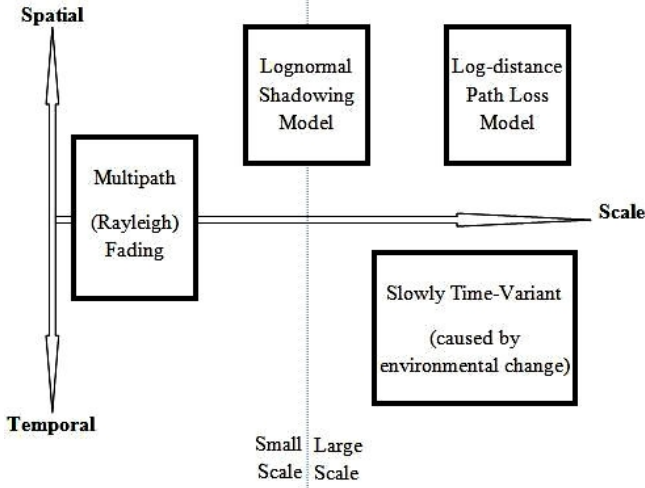 Spatial
Lognormal
Shadowing
Model
Log-distance
Path Loss
Model
Multipath
(Rayleigh)
Fading
Scale
Slowly Time-Variant
(caused by
environmental change)
Temporal
Small
Scale
Large
Scale